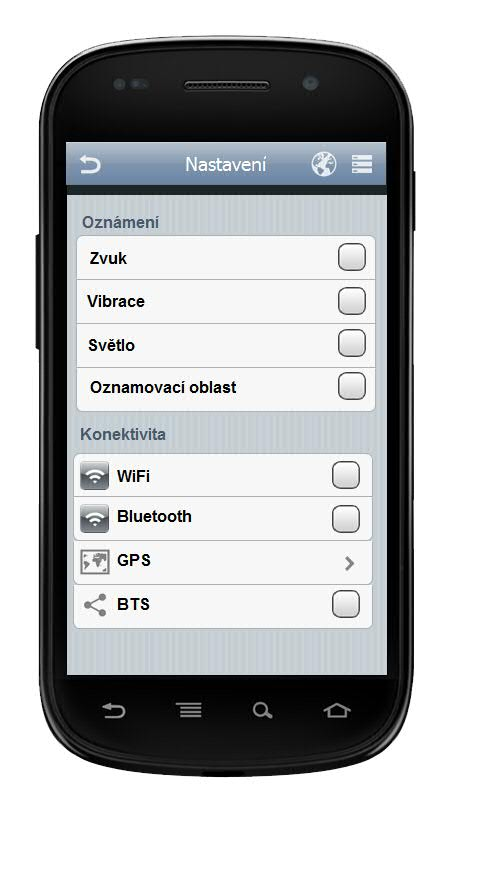 Nastavení
Oznámení
Zvuk
Vibrace
Světlo
Oznamovací oblast
Konektivita
WiFi
Bluetooth
GPS
BTS